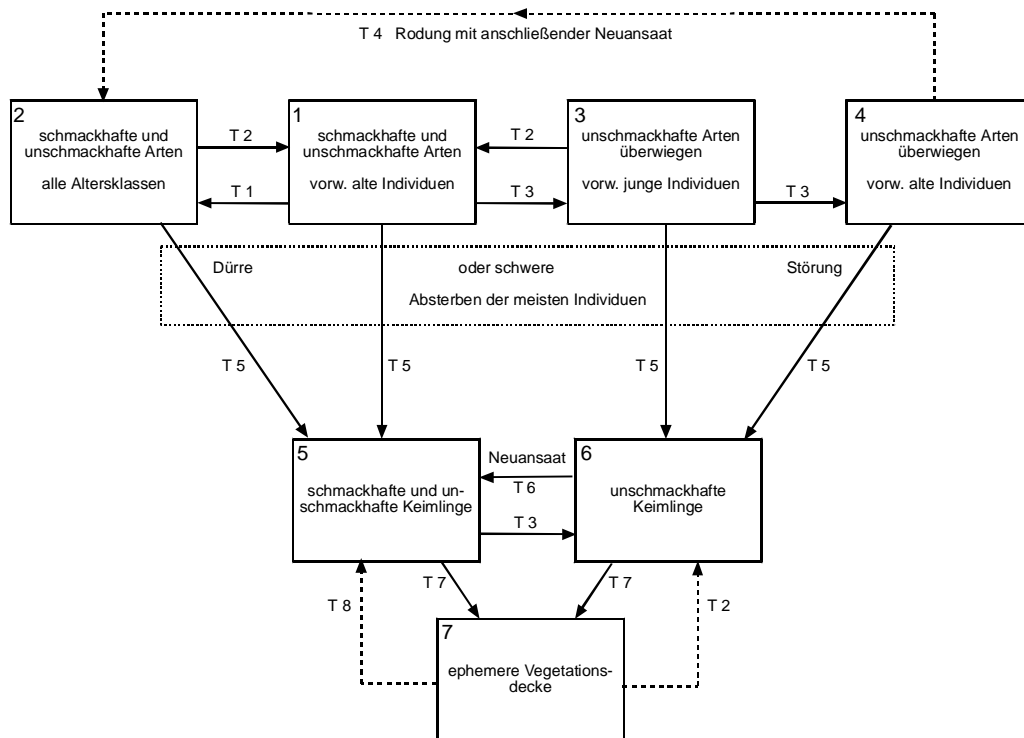 T 4 Rodung mit anschließender Neuansaat
2
schmackhafte und
unschmackhafte Arten
alle Altersklassen
T 2
T 1
1
schmackhafte und
unschmackhafte Arten
vorw. alte Individuen
T 2
T 3
3
unschmackhafte Arten
überwiegen
vorw. junge Individuen
T 3
4
unschmackhafte Arten
überwiegen
vorw. alte Individuen
Dürre oder schwere Störung
Absterben der meisten Individuen
T 5
T 5
T 5
T 5
5
schmackhafte und un-
schmackhafte Keimlinge
Neuansaat
T 6
T 3
6
unschmackhafte
Keimlinge
T 8
T 7
T 7
T 2
7
ephemere Vegetations-
decke